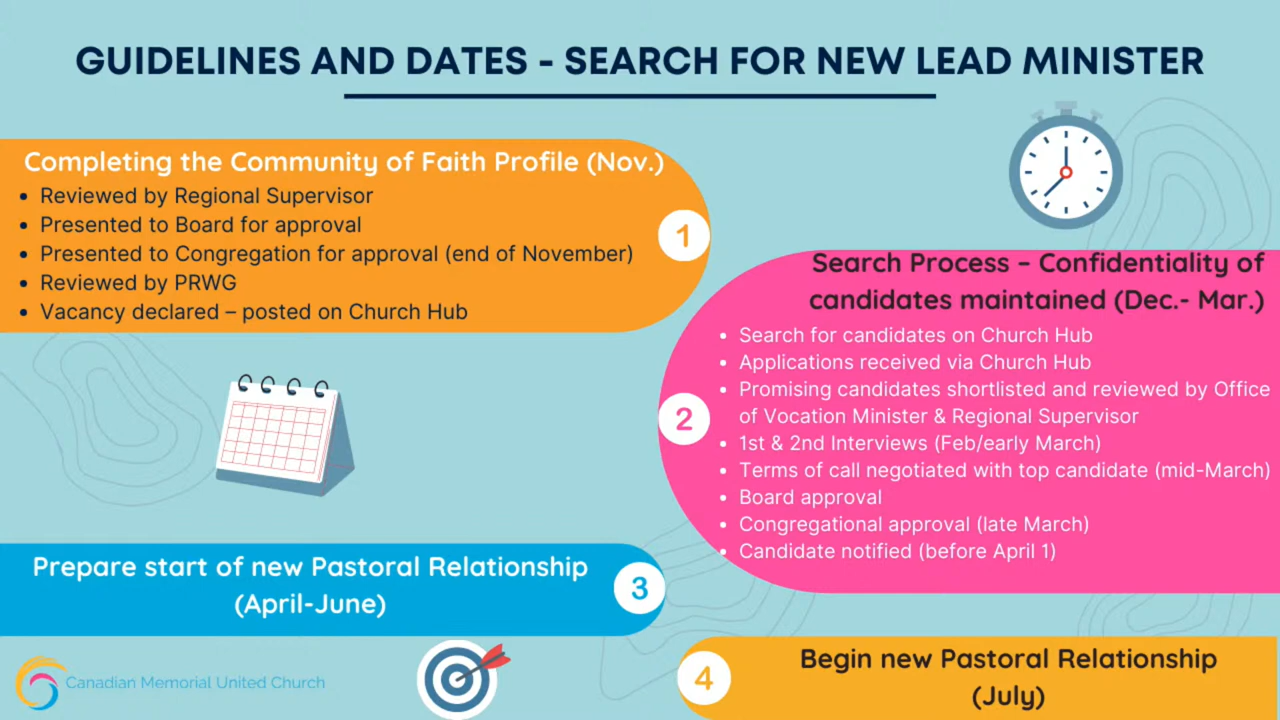 GUIDELINES AND DATES - SEARCH FOR NEW LEAD MINISTER
Completing the Community of Faith Profile (Nov.)
• Reviewed by Regional Supervisor
• Presented to Board for approval
• Presented to Congregation for approval (end of November)
• Reviewed by PRWG
• Vacancy declared – posted on Church Hub
1
Search Process – Confidentiality of
candidates maintained (Dec.- Mar.)
• Search for candidates on Church Hub
• Applications received via Church Hub
• Promising candidates shortlisted and reviewed by Office
of Vocation Minister & Regional Supervisor
• 1st & 2nd Interviews (Feb/early March)
• Terms of call negotiated with top candidate (mid-March)
• Board approval
• Congregational approval (late March)
• Candidate notified (before April 1)
2
Prepare start of new Pastoral Relationship
(April-June)
3
4
Begin new Pastoral Relationship
(July)
Canadian Memorial United Church